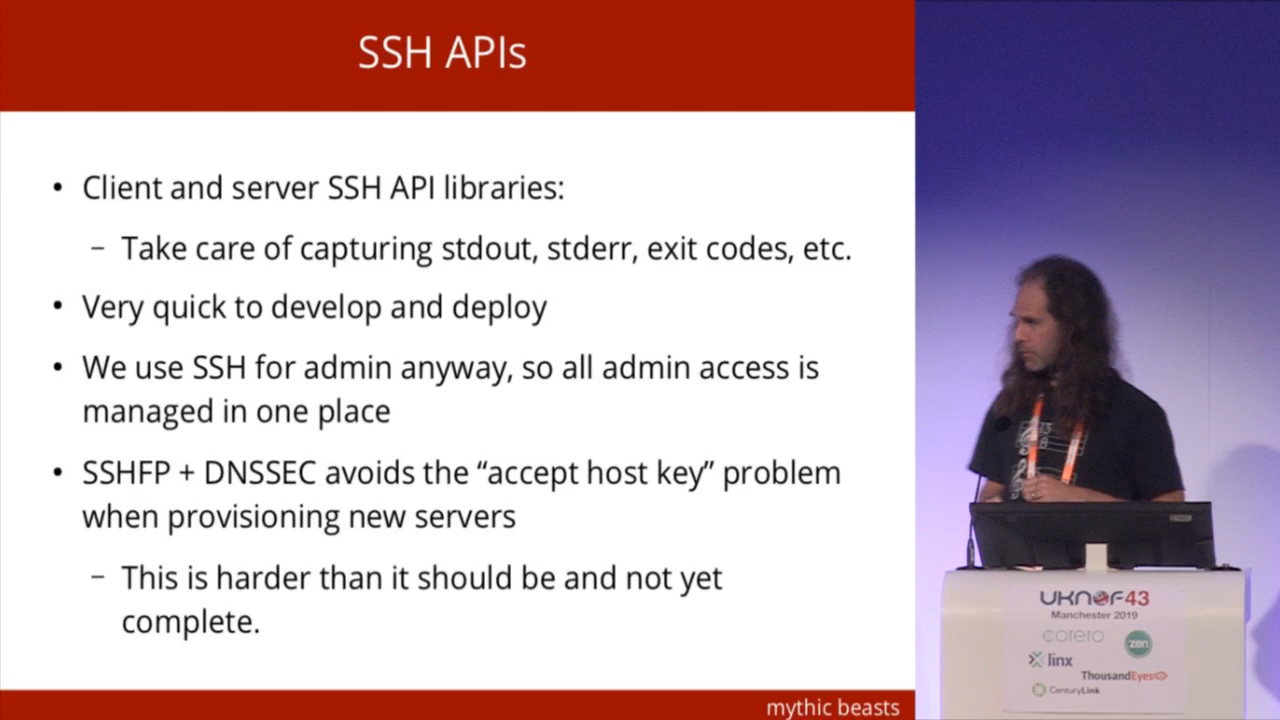 SSH APIs
• Client and server SSH API libraries:
– Take care of capturing stdout, stderr, exit codes, etc.
• Very quick to develop and deploy
• We use SSH for admin anyway, so all admin access is
managed in one place
• SSHFP + DNSSEC avoids the “accept host key” problem
when provisioning new servers
– This is harder than it should be and not yet
complete.
mythic beasts
UKNOF43
Manchester 2019
corero
zen
linx
ThousandEyes
CenturyLink